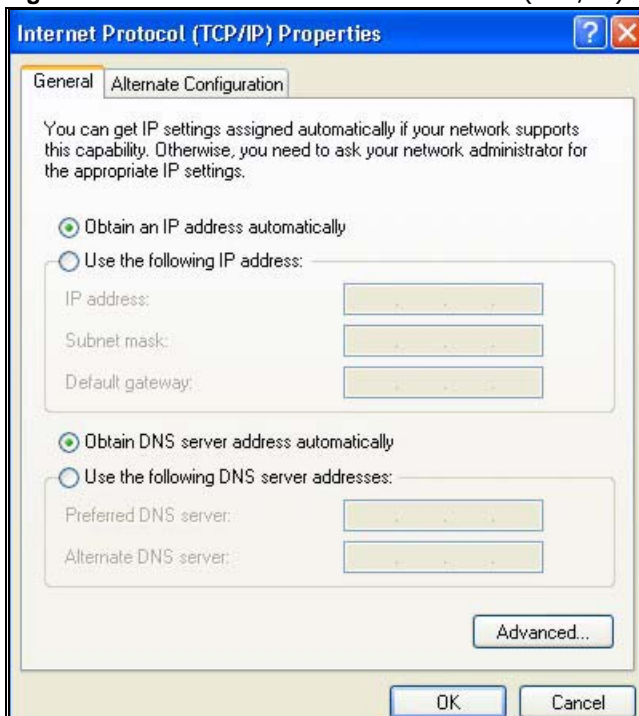 Internet Protocol (TCP/IP) Properties
General
Alternate Configuration
You can get IP settings assigned automatically if your network supports
this capability. Otherwise, you need to ask your network administrator for
the appropriate IP settings.
Obtain an IP address automatically
Use the following IP address:
IP address:
Subnet mask:
Default gateway:
Obtain DNS server address automatically
Use the following DNS server addresses:
Preferred DNS server:
Alternate DNS server:
Advanced...
OK
Cancel